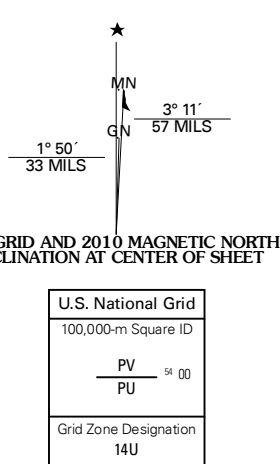 ★
MN
3° 11´
57 MILS
GN
1° 50´
33 MILS
GRID AND 2010 MAGNETIC NORTH
CLINATION AT CENTER OF SHEET
U.S. National Grid
100,000-m Square ID
PV
54 00
PU
Grid Zone Designation
14U